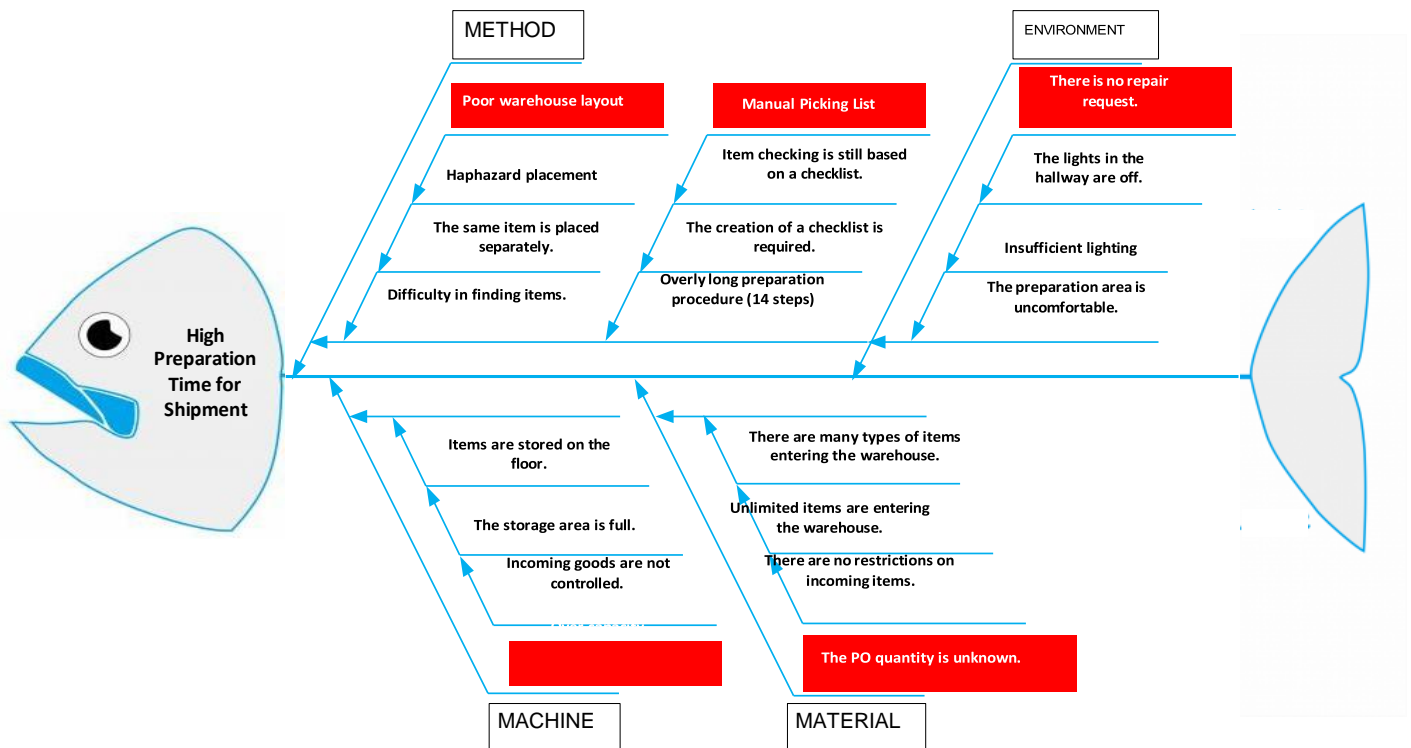 METHOD
ENVIRONMENT
Poor warehouse layout
Manual Picking List
There is no repair
request.
Haphazard placement
Item checking is still based
on a checklist.
The lights in the
hallway are off.
The same item is placed
separately.
The creation of a checklist is
required.
Insufficient lighting
Difficulty in finding items.
Overly long preparation
procedure (14 steps)
The preparation area is
uncomfortable.
High
Preparation
Time for
Shipment
Items are stored on the
floor.
There are many types of items
entering the warehouse.
The storage area is full.
Unlimited items are entering
the warehouse.
Incoming goods are not
controlled.
There are no restrictions on
incoming items.
The PO quantity is unknown.
MACHINE
MATERIAL